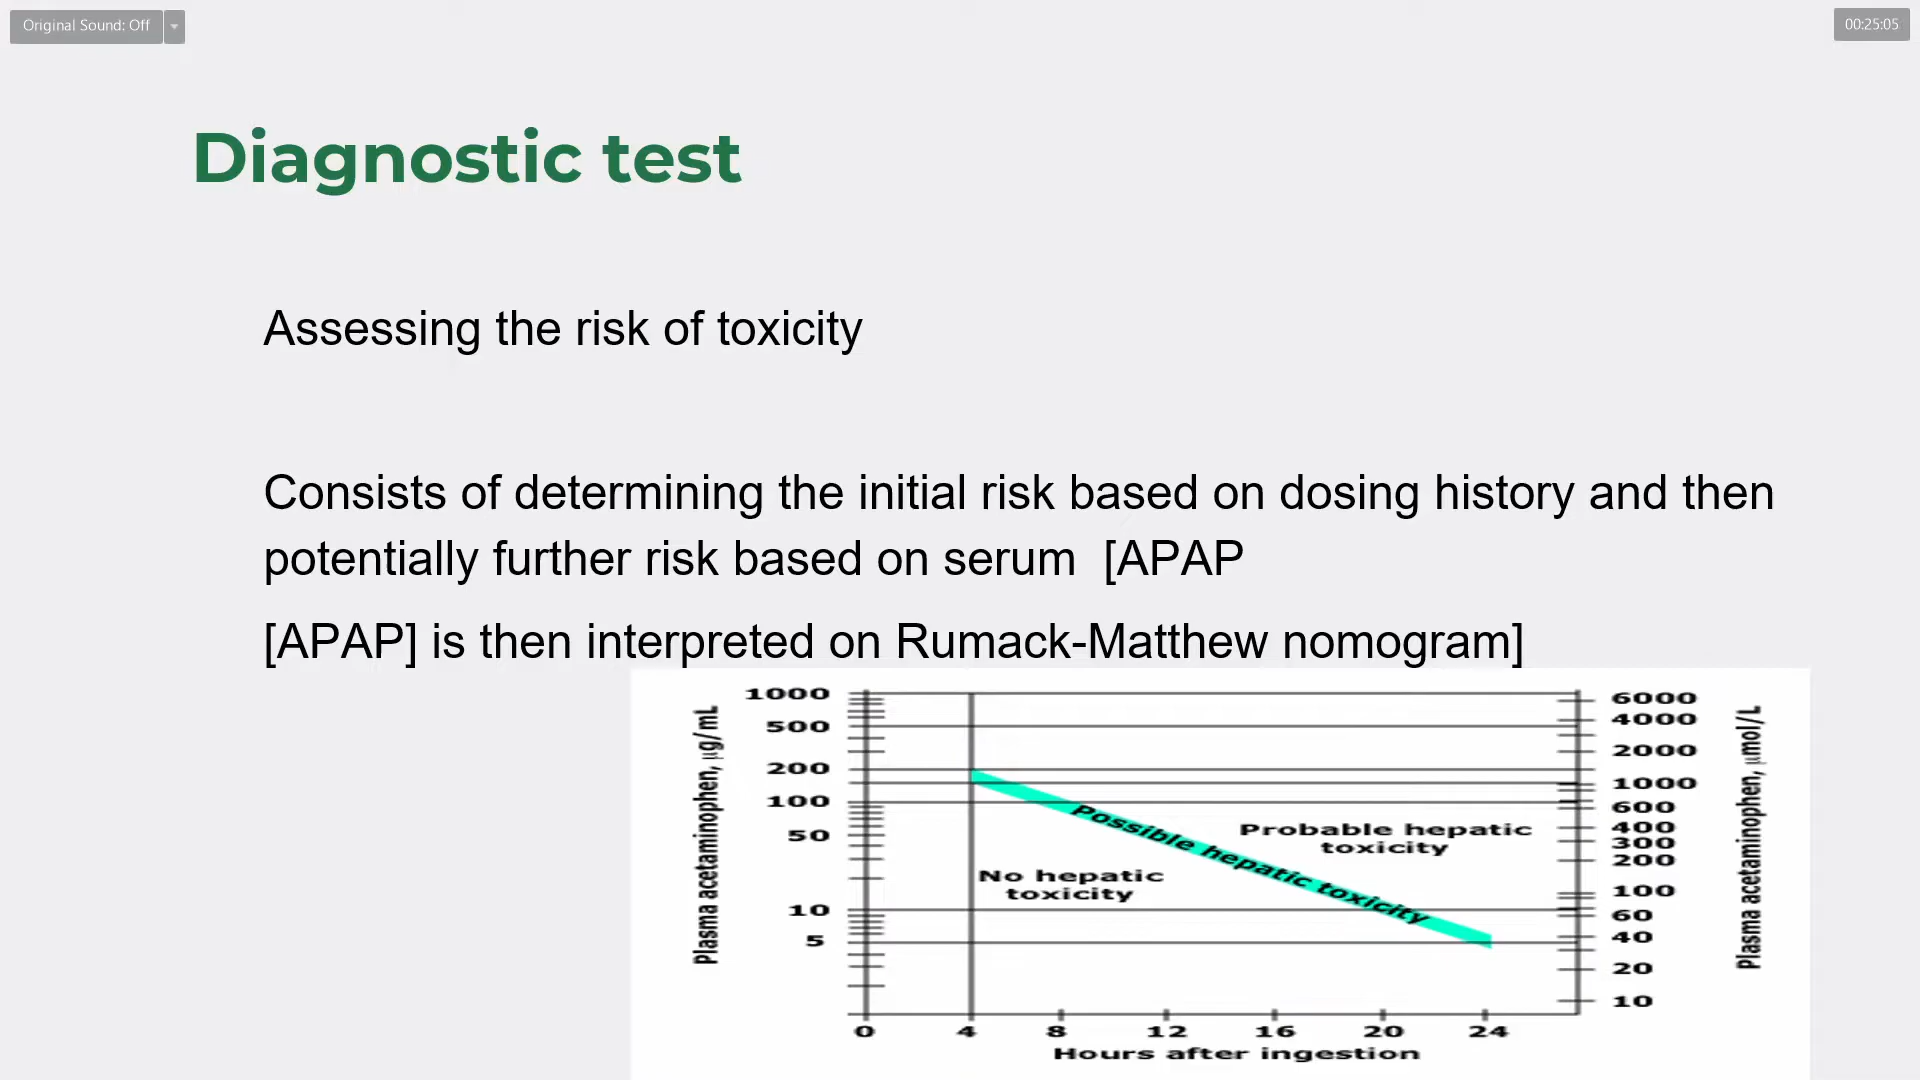 Original Sound: Off
00:25:05
Diagnostic test
Assessing the risk of toxicity
Consists of determining the initial risk based on dosing history and then
potentially further risk based on serum  [APAP
[APAP] is then interpreted on Rumack-Matthew nomogram]
Plasma acetaminophen, μg/mL
1000
500
200
100
50
10
5
Possible hepatic toxicity
Probable hepatic
toxicity
No hepatic
toxicity
6000
4000
2000
1000
600
400
300
200
100
60
40
20
10
Plasma acetaminophen, μmol/L
0 4 8 12 16 20 24
Hours after ingestion